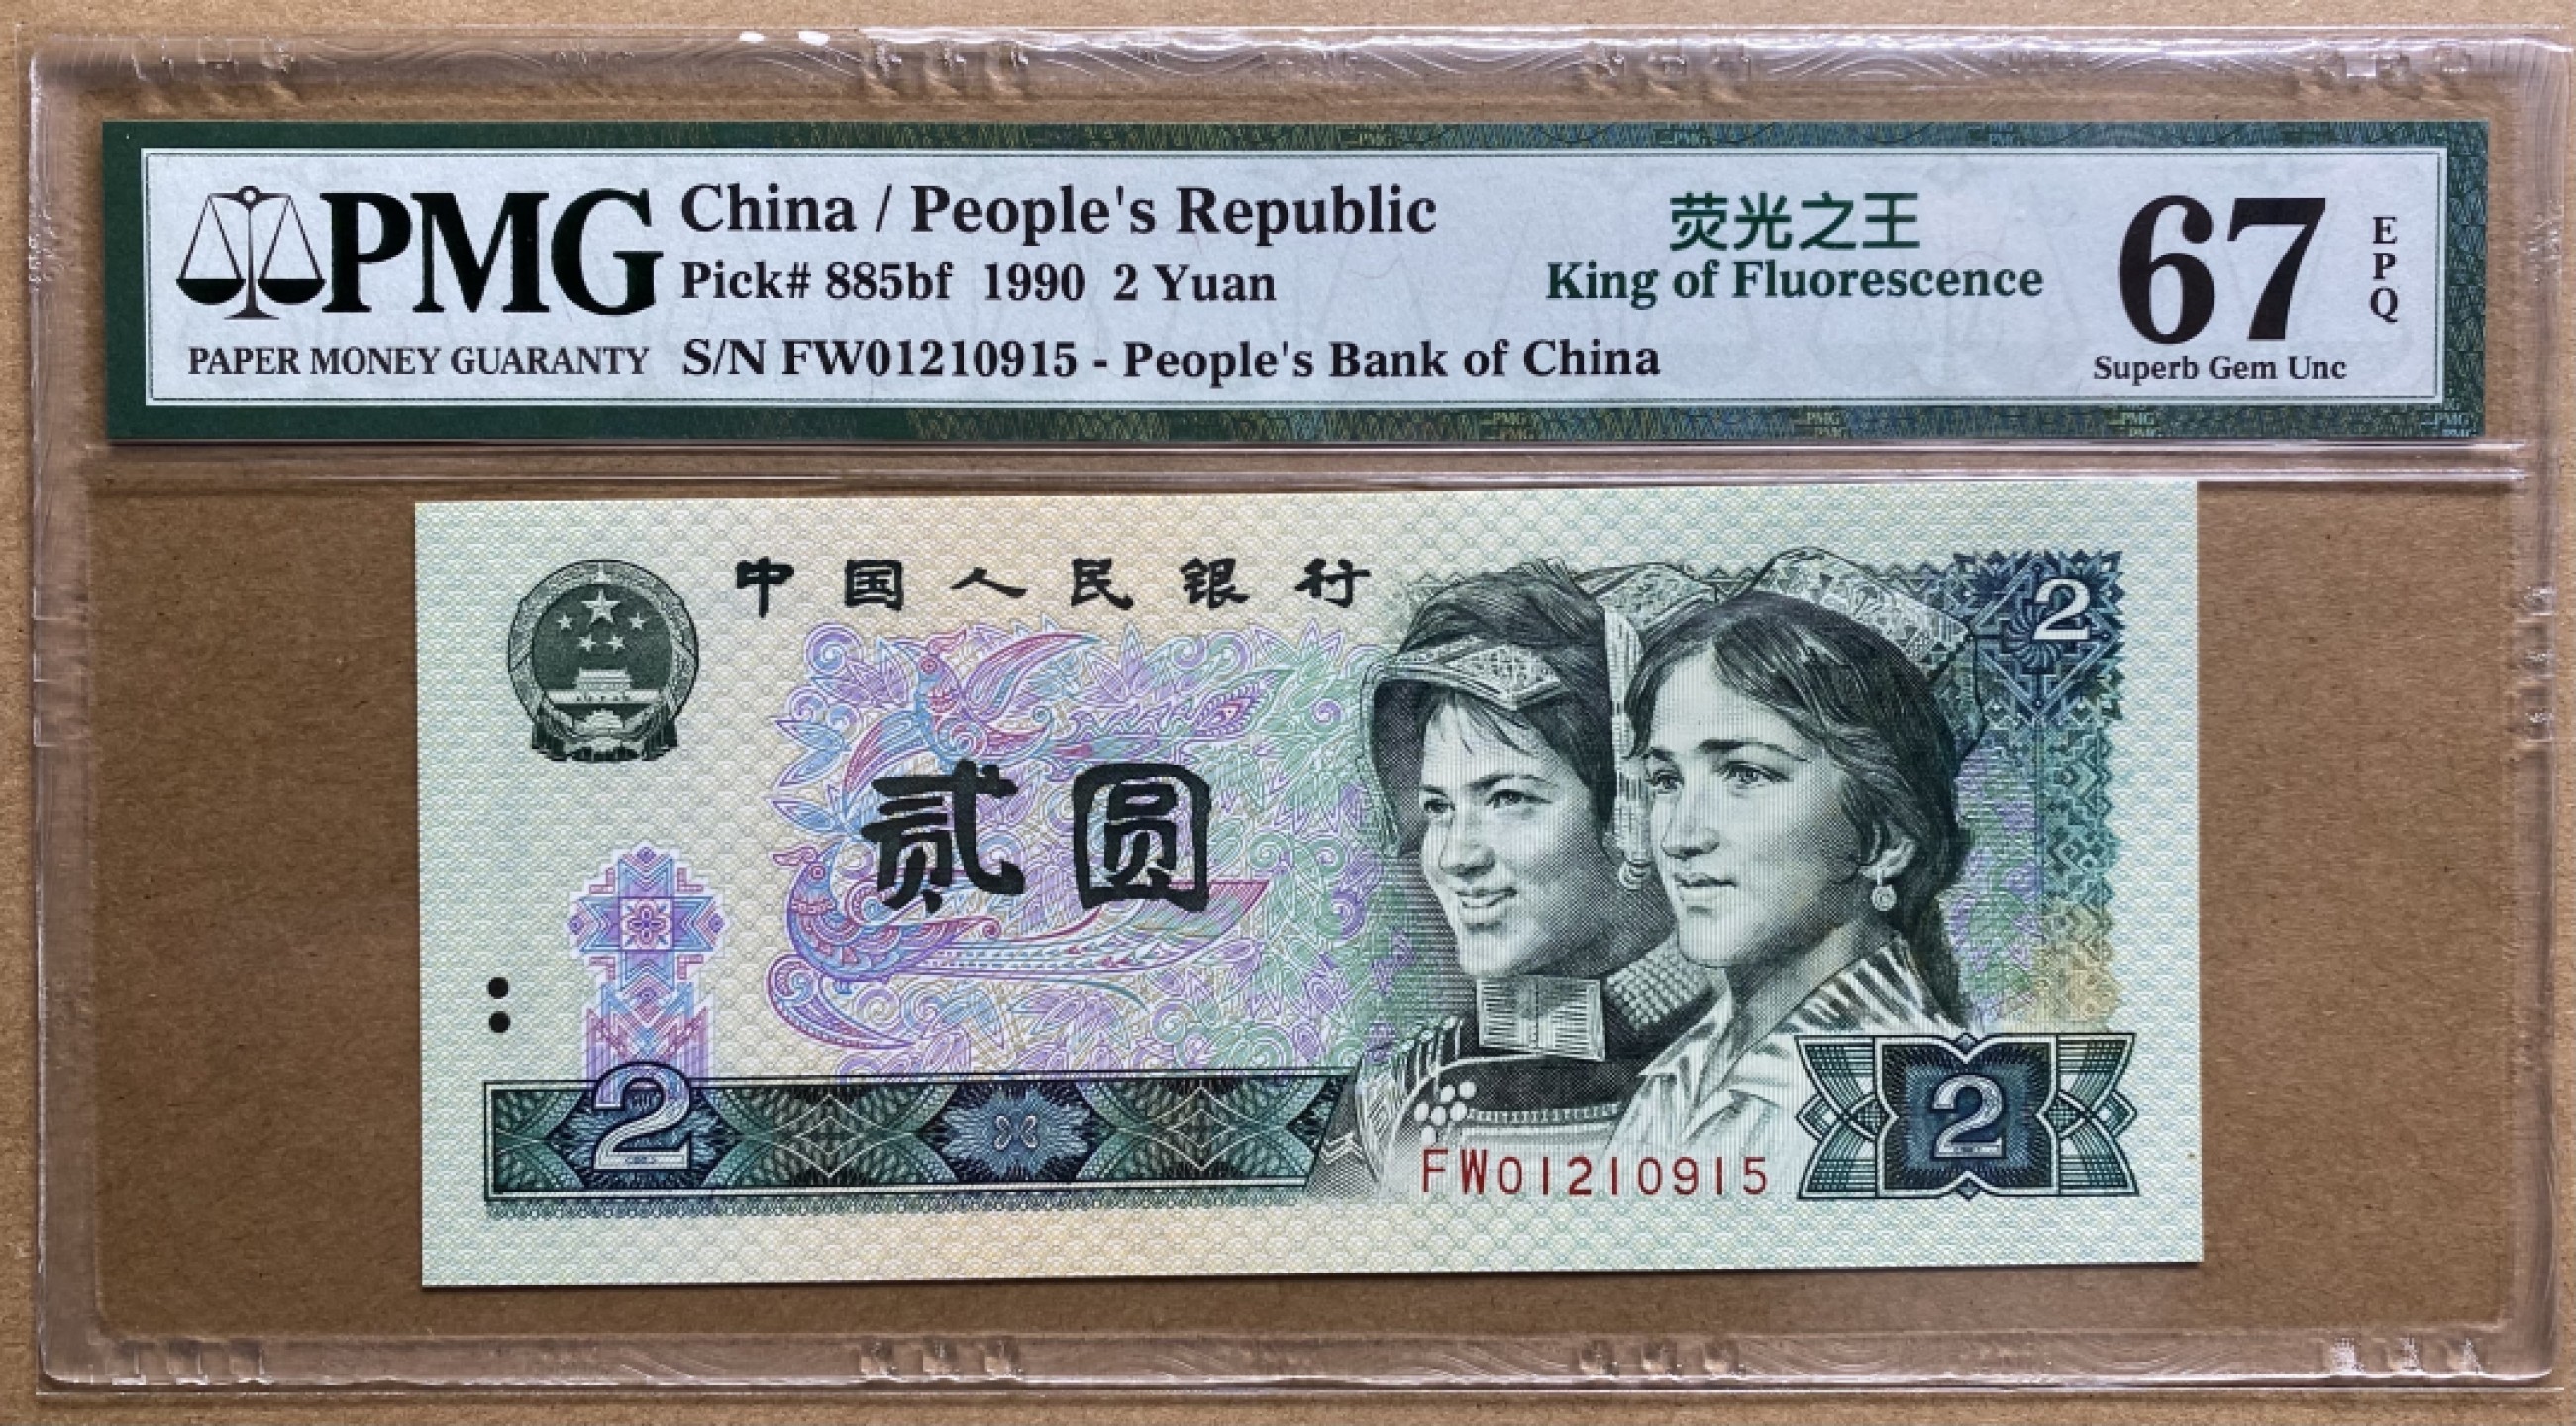 PMG
PAPER MONEY GUARANTY
China / People's Republic
Pick# 885bf 1990 2 Yuan
S/N FW01210915 - People's Bank of China
荧光之王
King of Fluorescence
67
EPQ
Superb Gem Unc
中国人民银行
2
贰圆
2
2
FW01210915